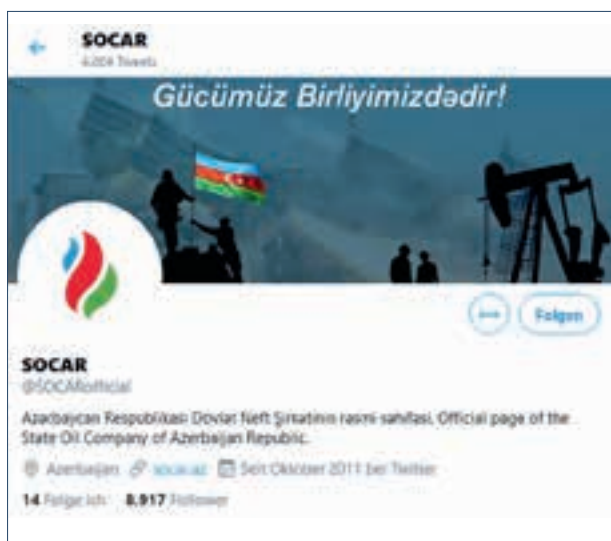 SOCAR
Tweets
Gücümüz Birliyimizdədir!
Folgen
SOCAR
@SOCARofficial
Azərbaycan Respublikası Dövlət Neft Şirkətinin rəsmi səhifəsi. Official page of the
State Oil Company of Azerbaijan Republic.
Azerbaijan socar.az Seit Oktober 2011 bei Twitter
14 Folge ich 8.917 Follower